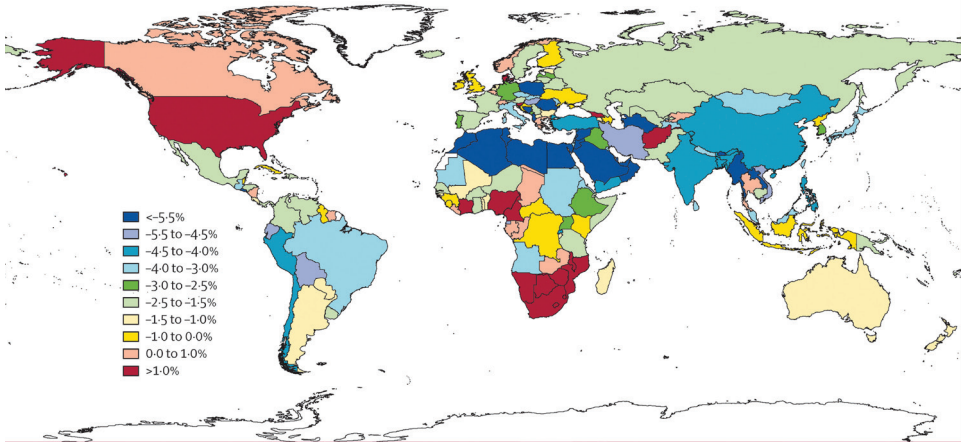 <–5·5%
–5·5 to –4·5%
–4·5 to –4·0%
–4·0 to –3·0%
–3·0 to –2·5%
–2·5 to –1·5%
–1·5 to –1·0%
–1·0 to 0·0%
0·0 to 1·0%
>1·0%